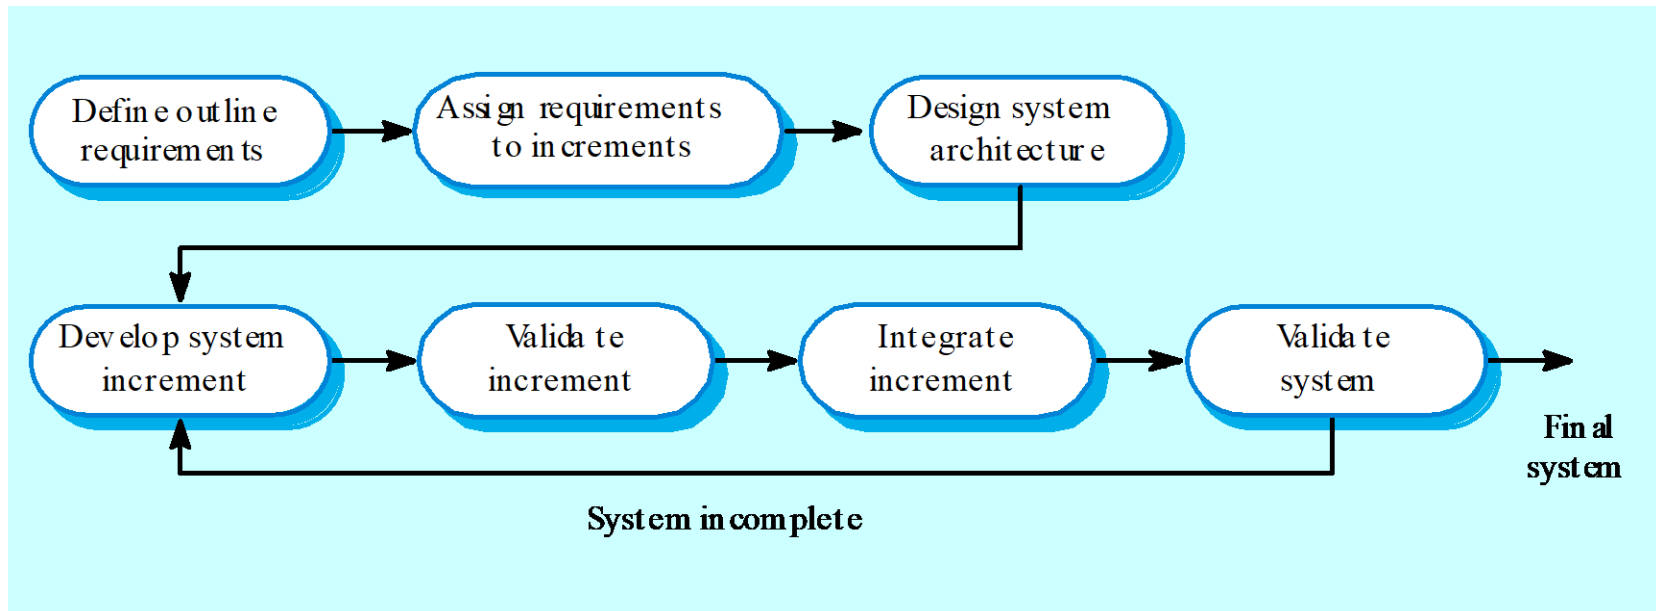 Define outline
requirements
Assign requirements
to increments
Design system
architecture
Develop system
increment
Validate
increment
Integrate
increment
Validate
system
Final
system
System incomplete